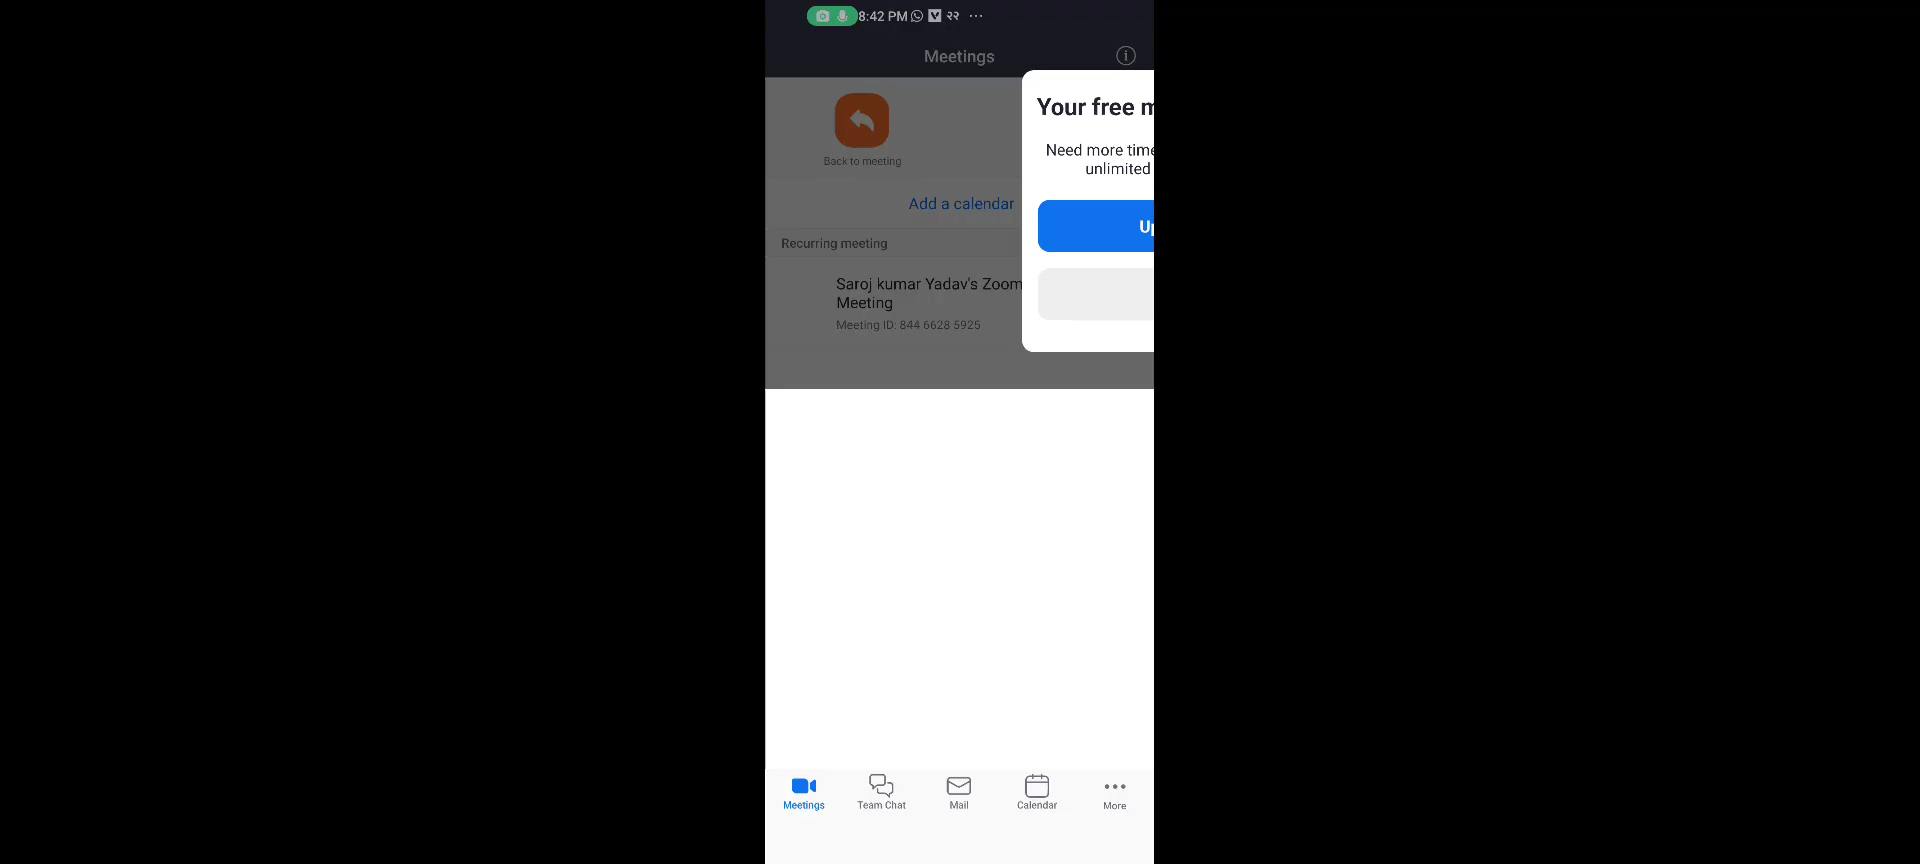 8:42 PM २२ ...
Meetings
Your free
Back to meeting
Need more time
unlimited
Add a calendar
Recurring meeting
Saroj kumar Yadav's Zoom
Meeting
Meeting ID: 844 6628 5925
Meetings
Team Chat
Mail
Calendar
More